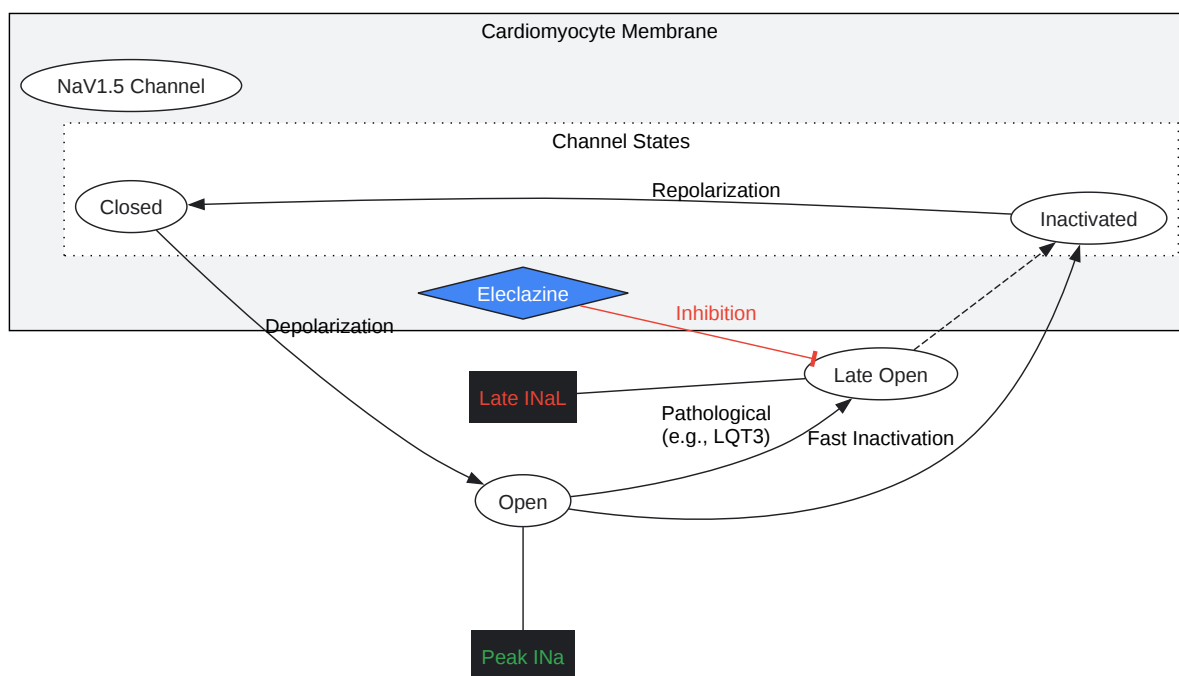 Cardiomyocyte Membrane
NaV1.5 Channel
Channel States
Repolarization
Closed
Inactivated
Eleclazine
Inhibition
Depolarization
Late Open
Late INaL
Pathological
(e.g., LQT3)
Fast Inactivation
Open
Peak INa